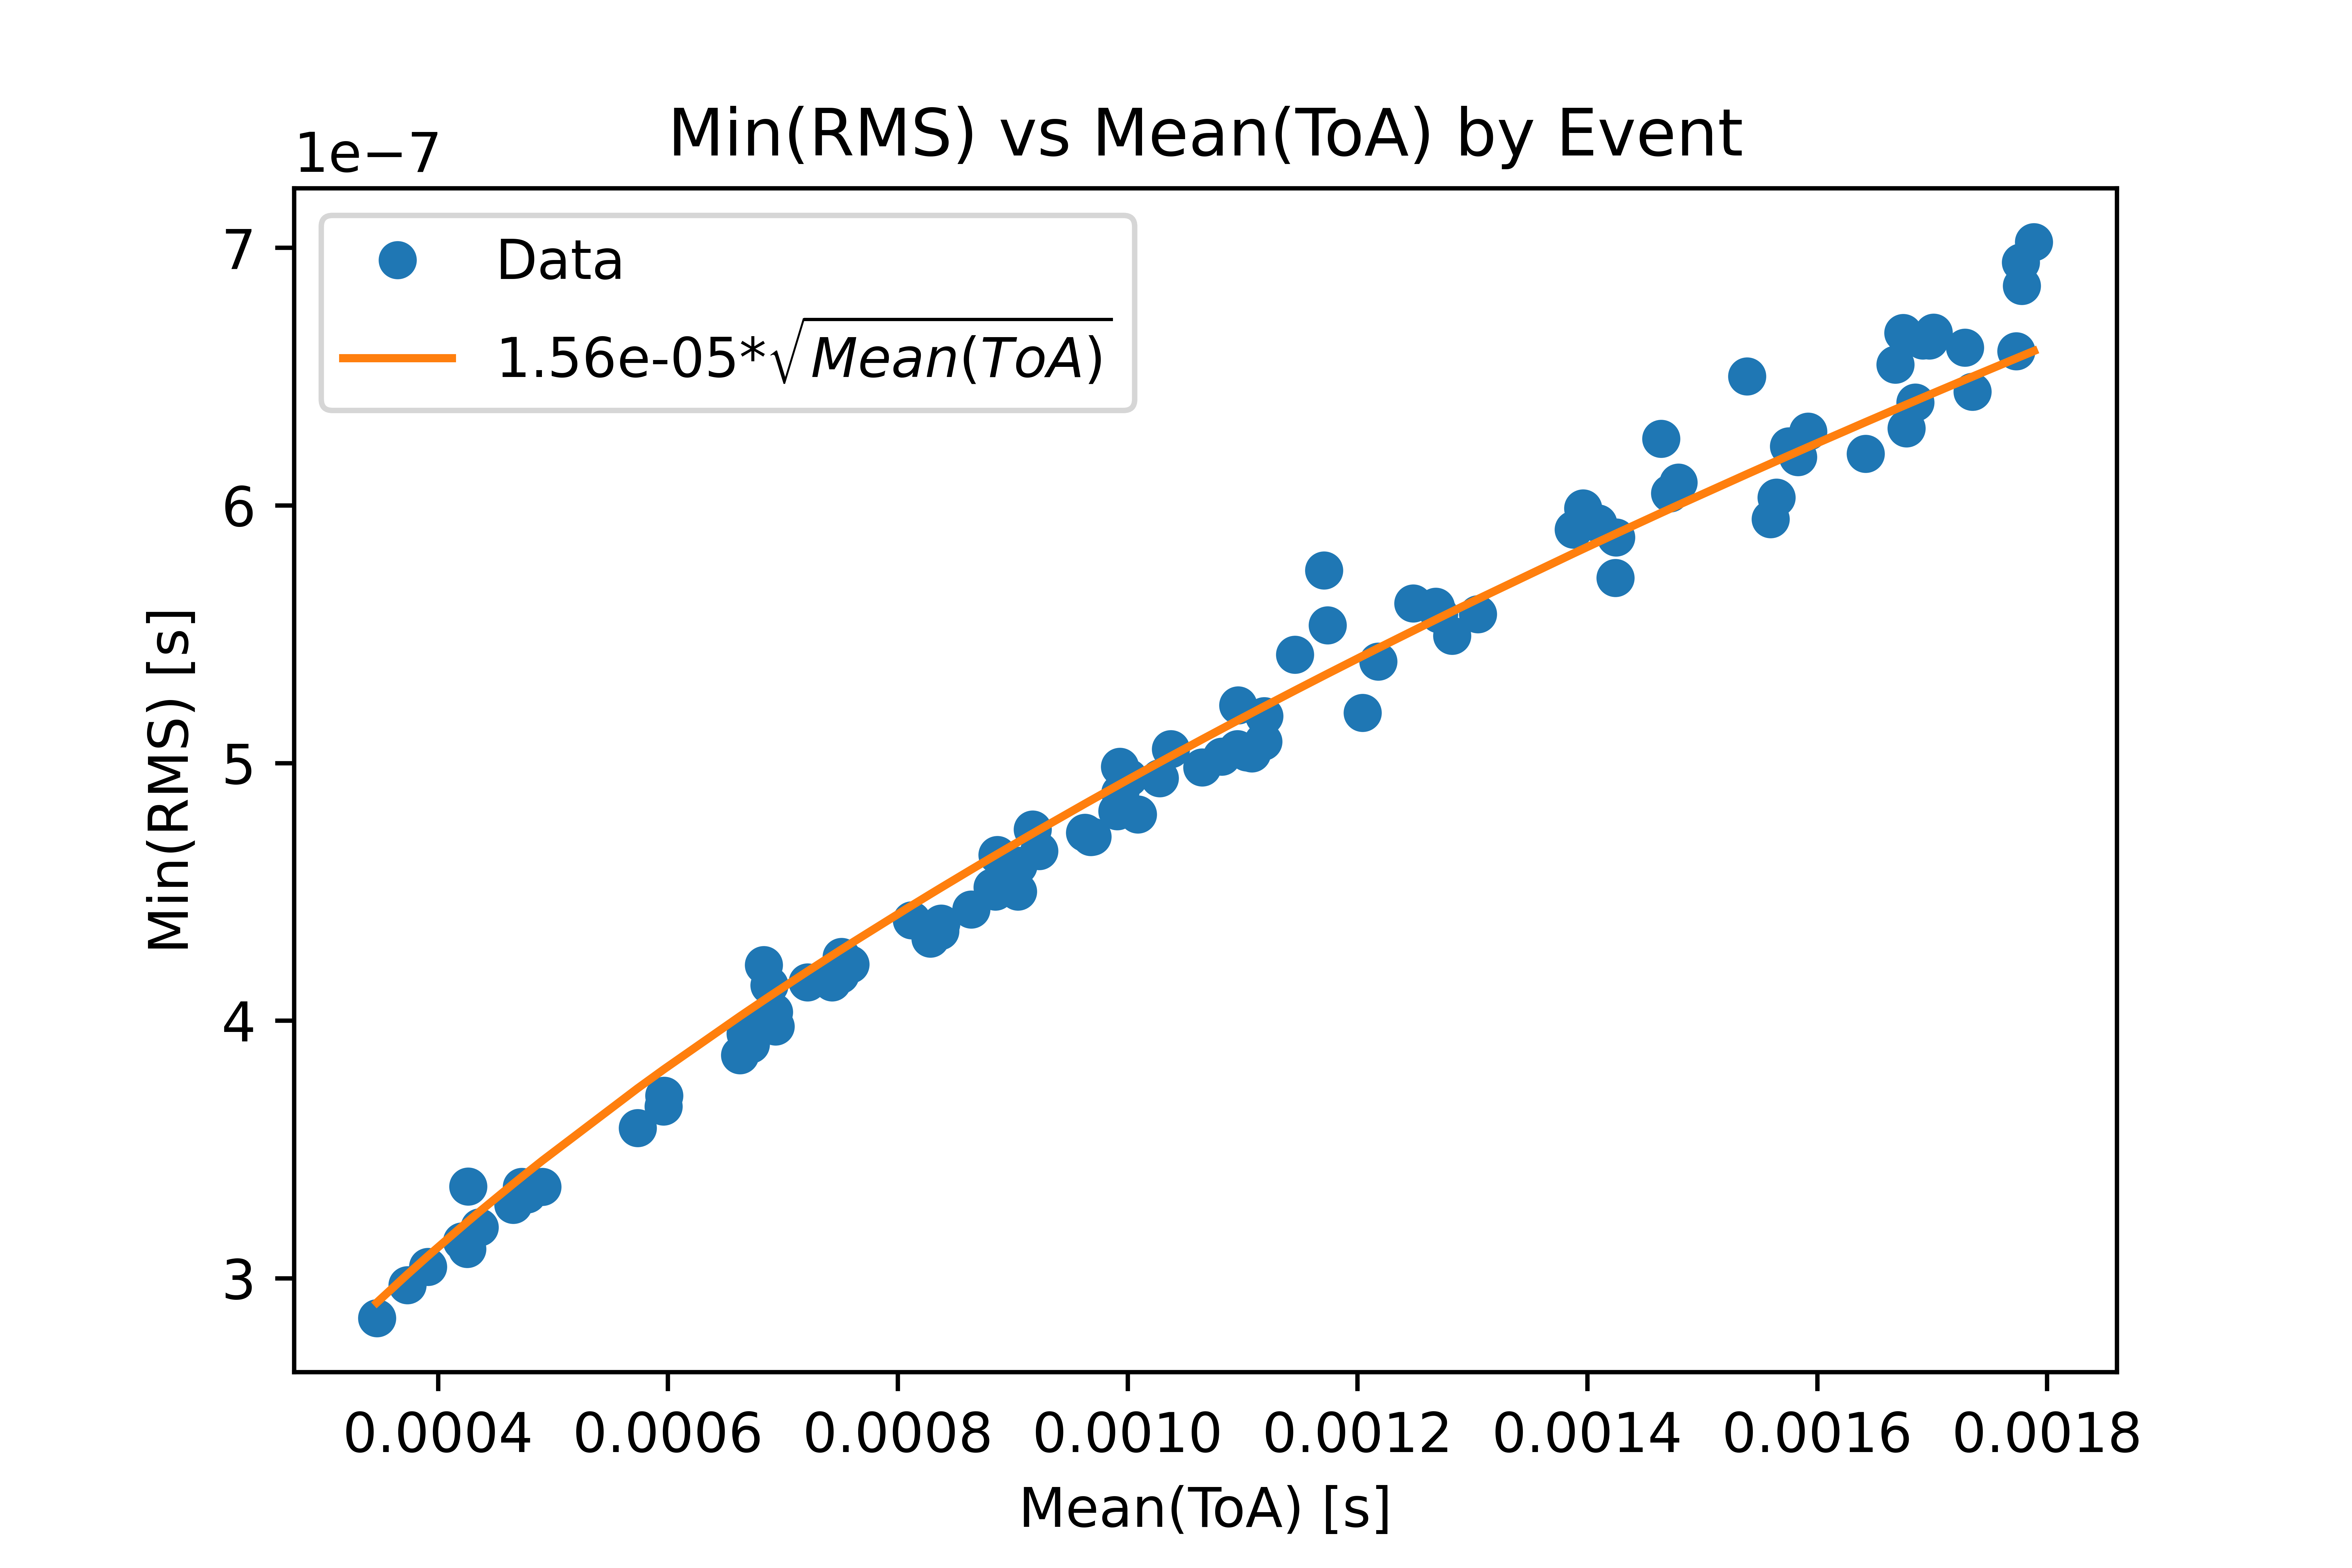 Min(RMS) vs Mean(ToA) by Event
1e−7
Data
1.56e-05*√Mean(ToA)
7
6
5
4
3
Min(RMS) [s]
0.0004 0.0006 0.0008 0.0010 0.0012 0.0014 0.0016 0.0018
Mean(ToA) [s]